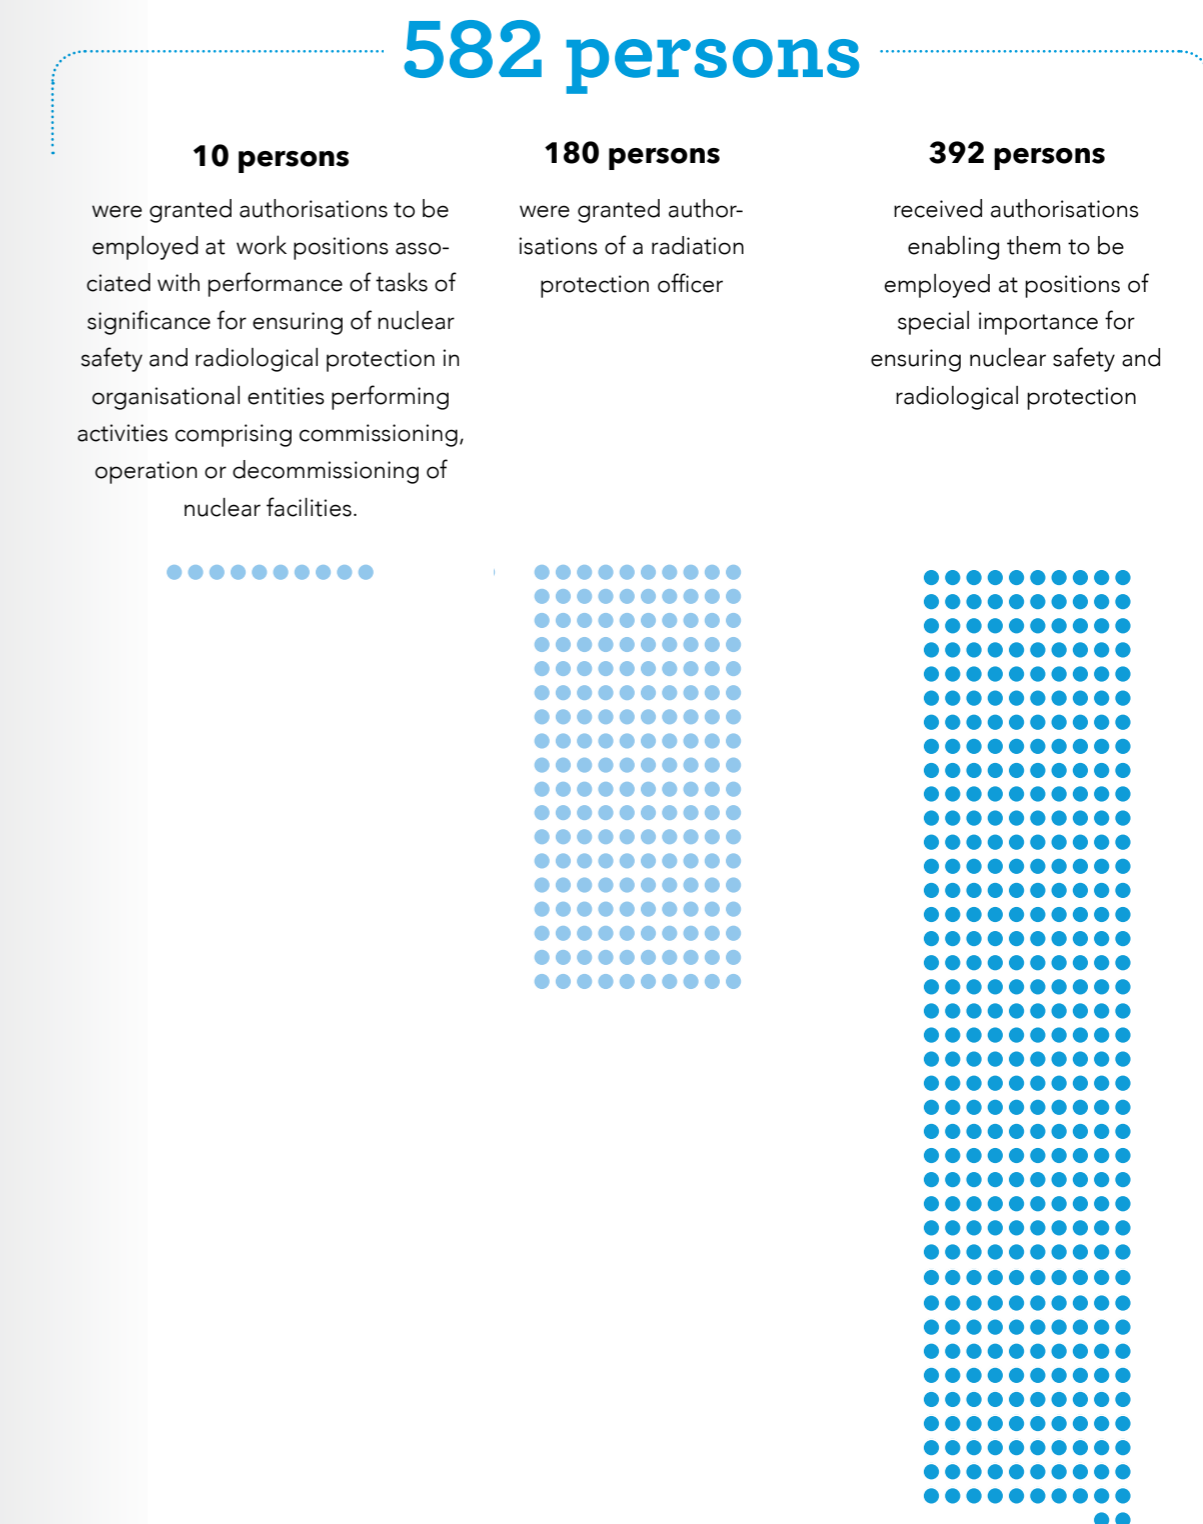 582 persons
10 persons
were granted authorisations to be
employed at  work positions asso-
ciated with performance of tasks of
significance for ensuring of nuclear
safety and radiological protection in
organisational entities performing
activities comprising commissioning,
operation or decommissioning of
nuclear facilities.
180 persons
were granted author-
isations of a radiation
protection officer
392 persons
received authorisations
enabling them to be
employed at positions of
special importance for
ensuring nuclear safety and
radiological protection